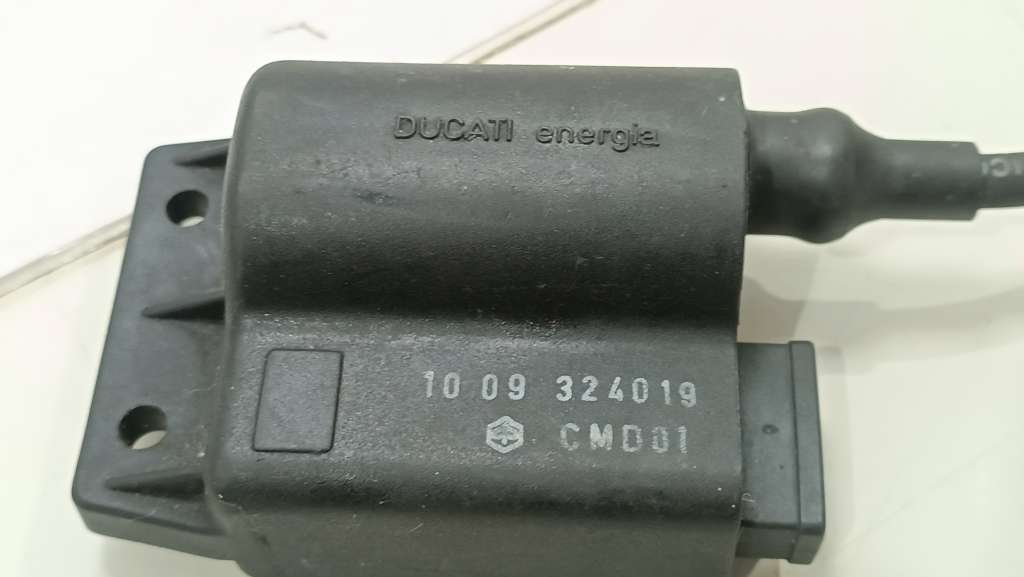 DUCATI energia
10 09 324019
CMD01